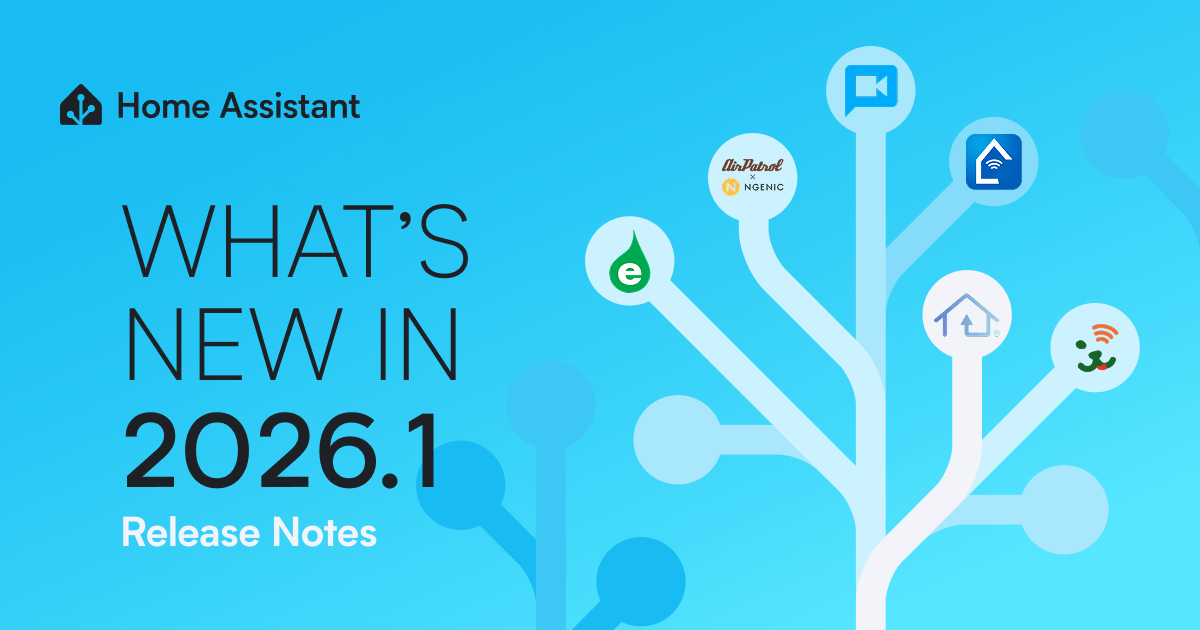 Home Assistant
WHAT’S
NEW IN
2026.1
Release Notes
AirPatrol
×
N NGENIC
e
®